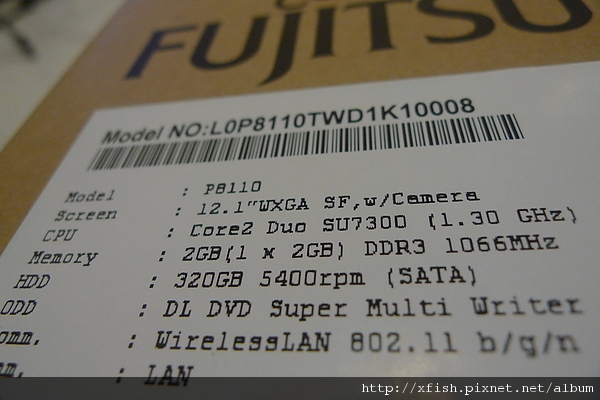 FUJITSU
Model NO:L0P8110TWD1K10008
Model : P8110
Screen : 12.1"WXGA SF,w/Camera
CPU : Core2 Duo SU7300 (1.30 GHz)
Memory : 2GB(1 x 2GB) DDR3 1066MHz
HDD : 320GB 5400rpm (SATA)
ODD : DL DVD Super Multi Writer
omm. : WirelessLAN 802.11 b/g/n
m. : LAN
http://xfish.pixnet.net/album